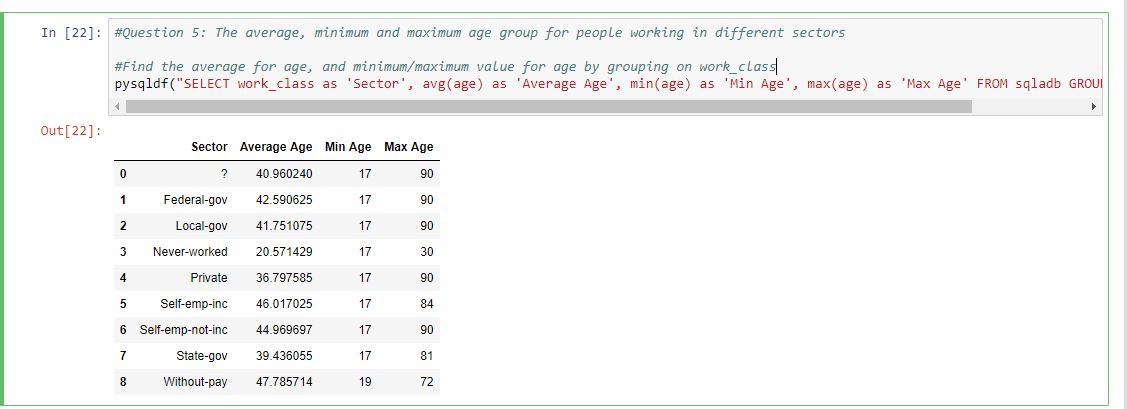 In [22]: #Question 5: The average, minimum and maximum age group for people working in different sectors
#Find the average for age, and minimum/maximum value for age by grouping on work_class
pysqldf("SELECT work_class as 'Sector', avg(age) as 'Average Age', min(age) as 'Min Age', max(age) as 'Max Age' FROM sqladb GROU
Out[22]:
Sector Average Age Min Age Max Age
0 ? 40.960240 17 90
1 Federal-gov 42.590625 17 90
2 Local-gov 41.751075 17 90
3 Never-worked 20.571429 17 30
4 Private 36.797585 17 90
5 Self-emp-inc 46.017025 17 84
6 Self-emp-not-inc 44.969697 17 90
7 State-gov 39.436055 17 81
8 Without-pay 47.785714 19 72